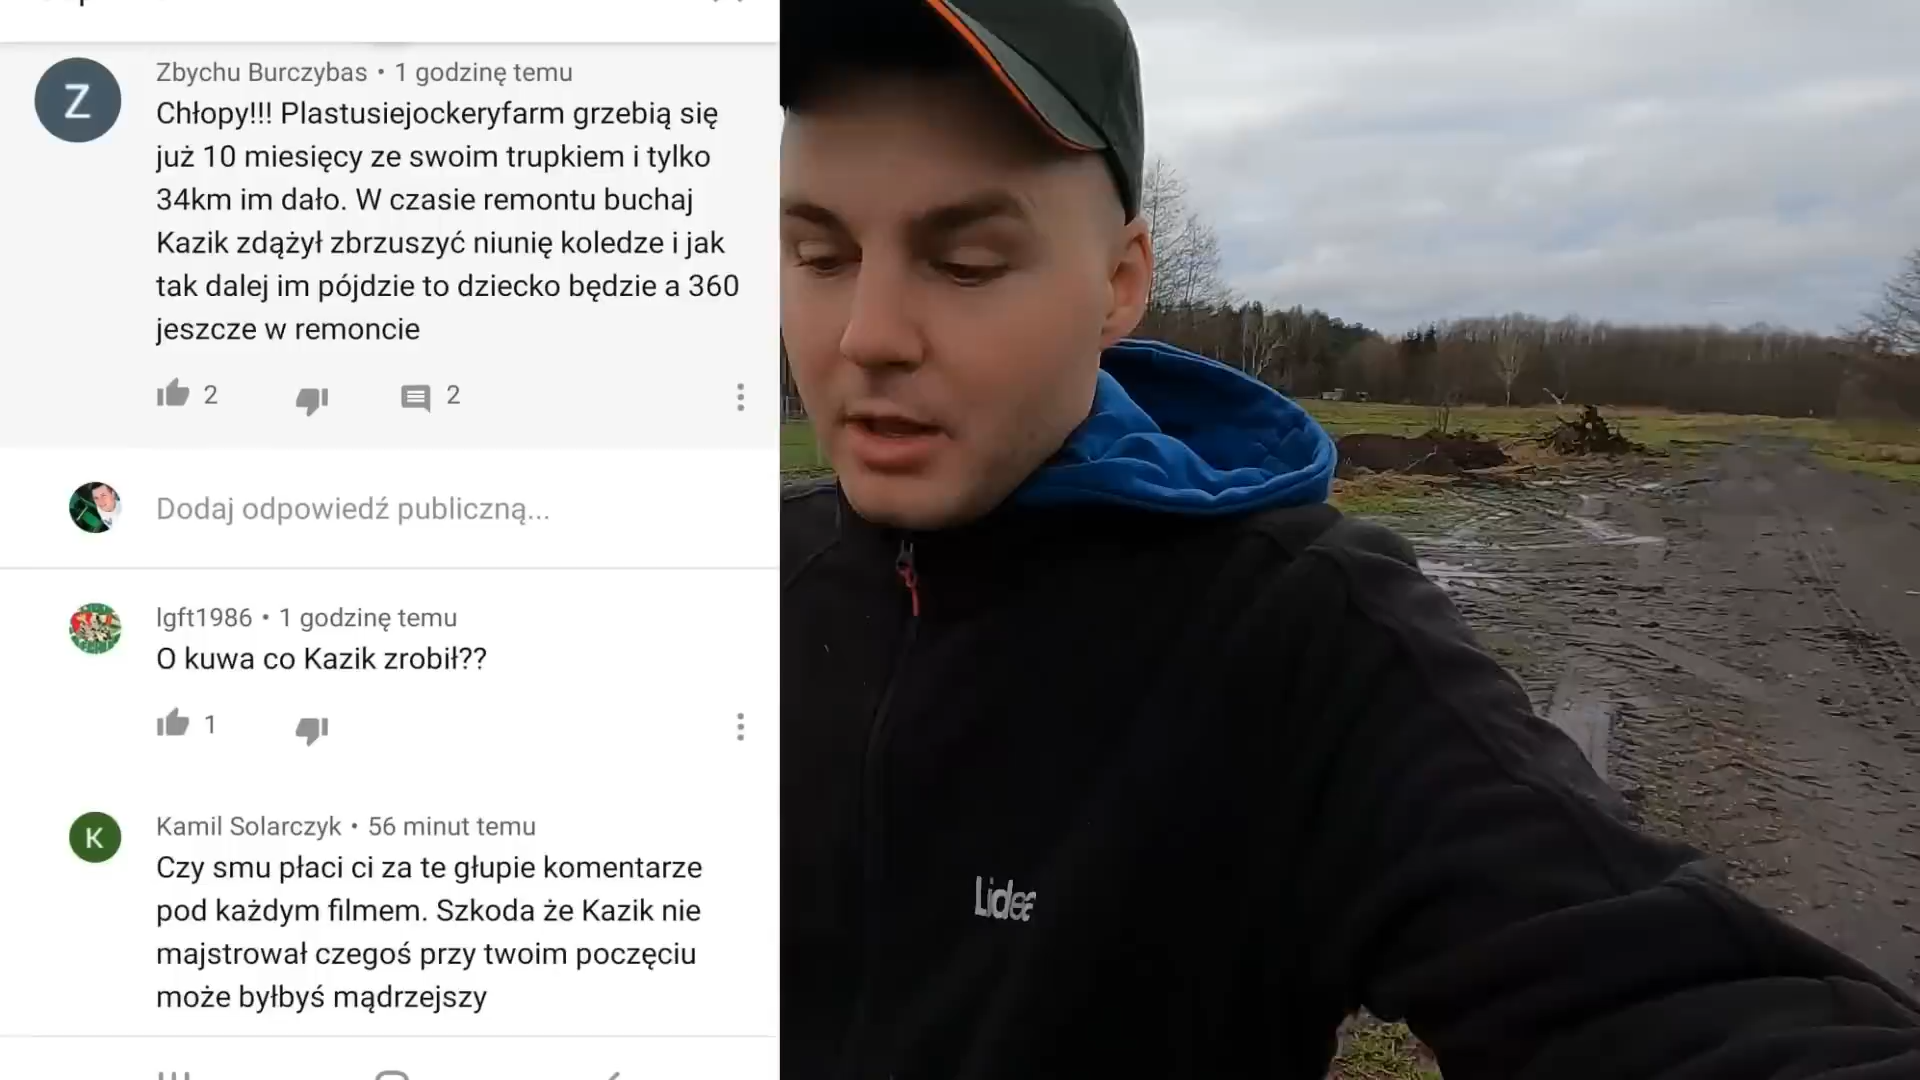 Zbychu Burczybas • 1 godzinę temu
Chłopy!!! Plastusiejockeryfarm grzebią się
już 10 miesięcy ze swoim trupkiem i tylko
34km im dało. W czasie remontu buchaj
Kazik zdążył zbrzuszyć niunię koledze i jak
tak dalej im pójdzie to dziecko będzie a 360
jeszcze w remoncie
2
2
Dodaj odpowiedź publiczną...
lgft1986 • 1 godzinę temu
O kuwa co Kazik zrobił??
1
Kamil Solarczyk • 56 minut temu
Czy smu płaci ci za te głupie komentarze
pod każdym filmem. Szkoda że Kazik nie
majstrował czegoś przy twoim poczęciu
może byłbyś mądrzejszy
Z
K